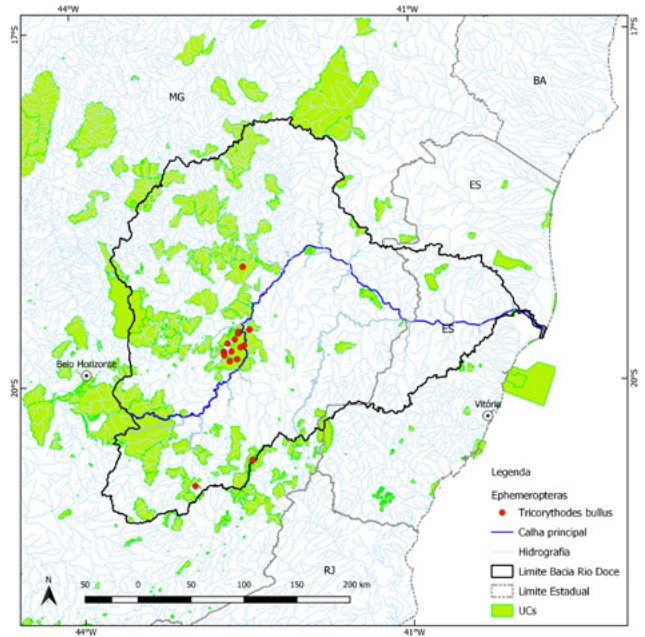 44°W
41°W
17°S
17°S
MG
BA
ES
ES
Belo Horizonte
20°S
20°S
Vitória
Legenda
Ephemeropteras
Tricorythodes bullus
Calha principal
Hidrografia
Limite Bacia Rio Doce
Limite Estadual
UCs
RJ
N
50 0 50 100 150 200 km
44°W
41°W